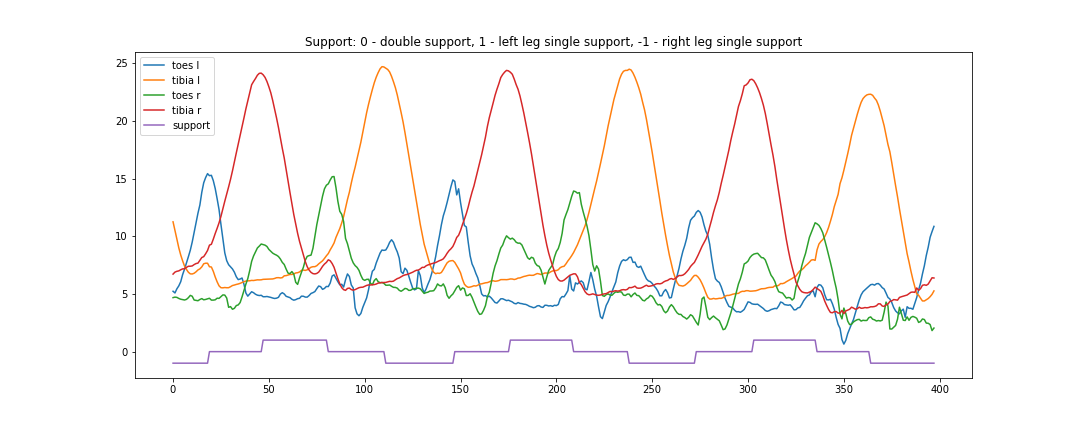 Support: 0 - double support, 1 - left leg single support, -1 - right leg single support
25
20
15
10
5
0
toes l
tibia l
toes r
tibia r
support
0 50 100 150 200 250 300 350 400